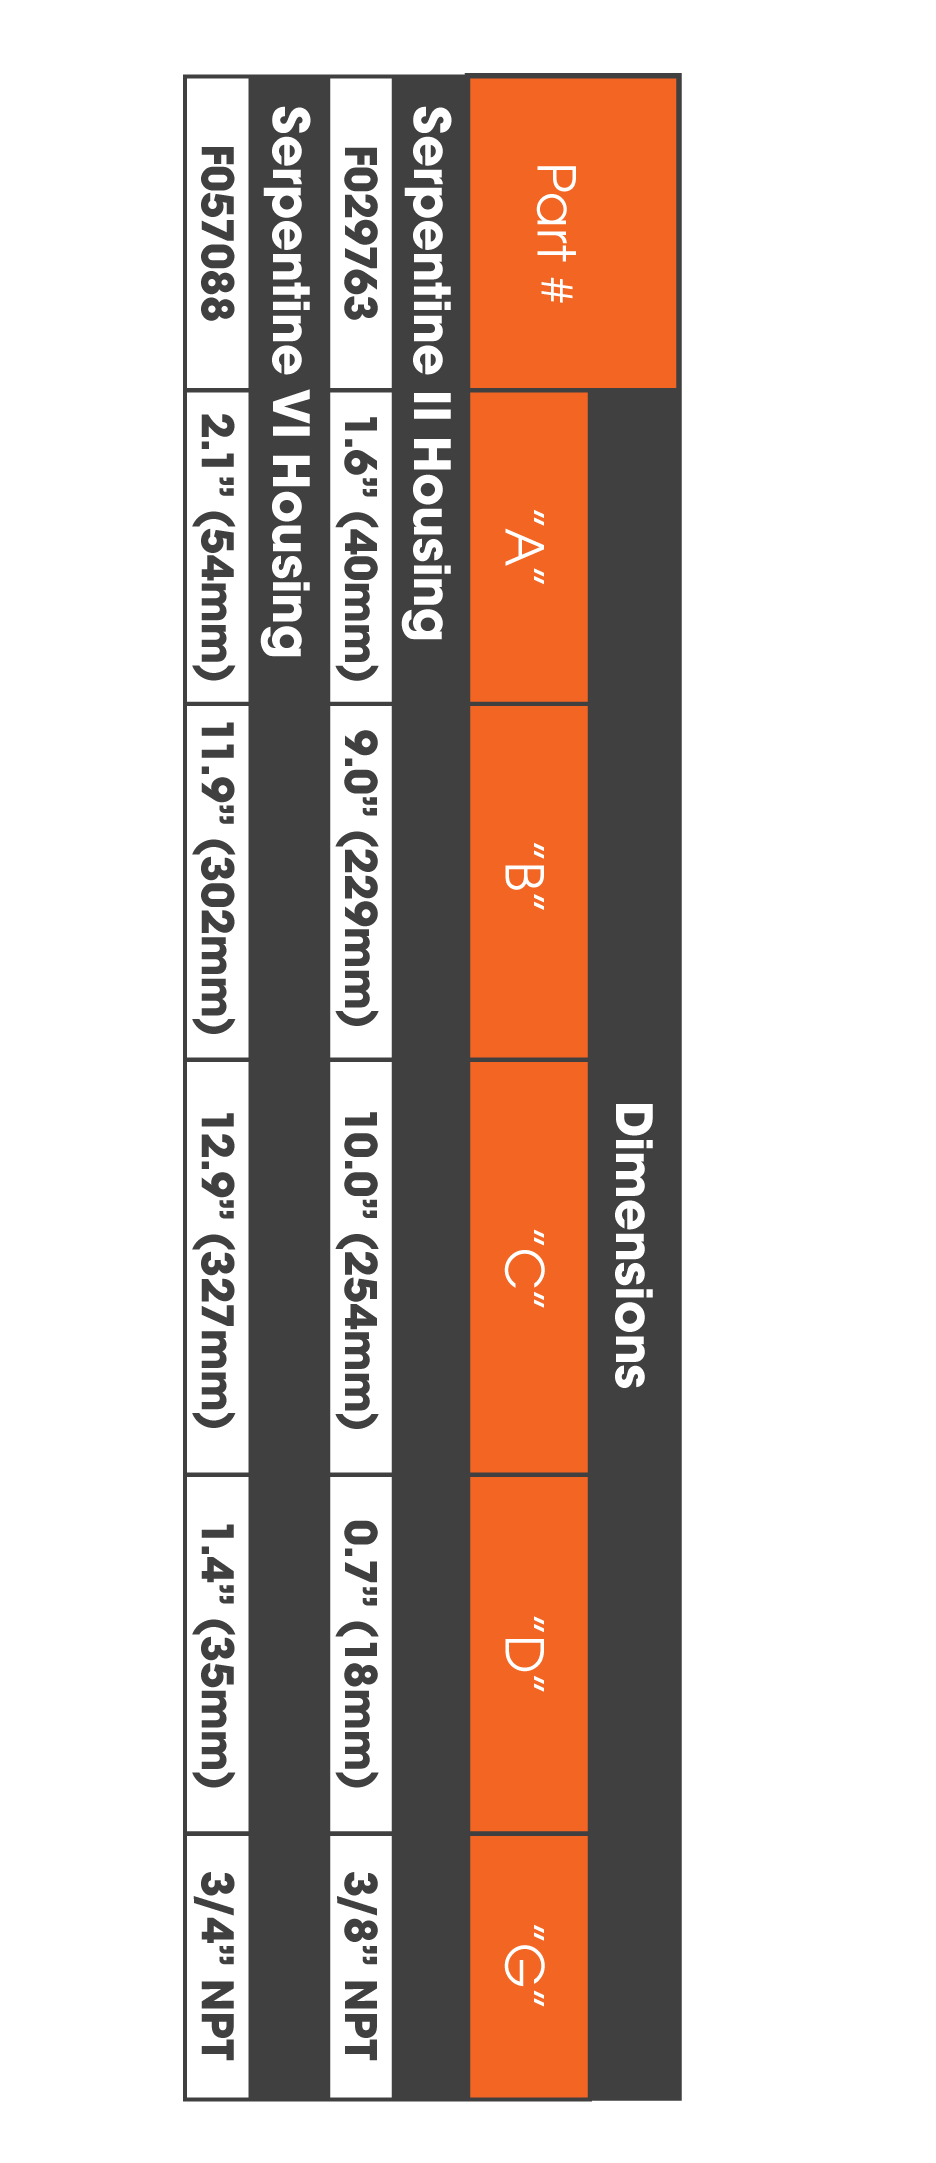 Part # Dimensions
“A” “B” “C” “D” “G”
Serpentine II Housing
F029763 1.6” (40mm) 9.0” (229mm) 10.0” (254mm) 0.7” (18mm) 3/8” NPT
Serpentine VI Housing
F057088 2.1” (54mm) 11.9” (302mm) 12.9” (327mm) 1.4” (35mm) 3/4” NPT